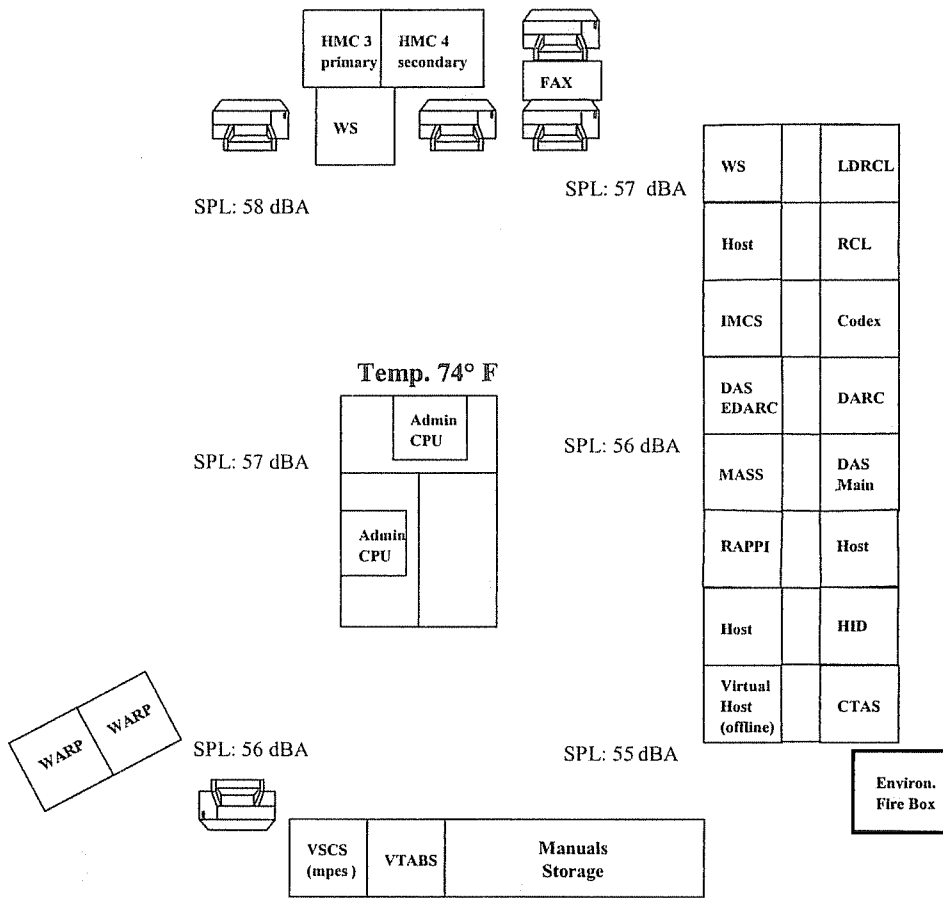 HMC 3
primary
HMC 4
secondary
FAX
WS
SPL: 58 dBA
SPL: 57 dBA
WS
LDRCL
Host
RCL
IMCS
Codex
DAS
EDARC
DARC
MASS
DAS
Main
RAPPI
Host
Host
HID
Virtual
Host
(offline)
CTAS
Temp. 74° F
Admin
CPU
SPL: 57 dBA
SPL: 56 dBA
Admin
CPU
WARP
WARP
SPL: 56 dBA
SPL: 55 dBA
Environ.
Fire Box
VSCS
(mpes )
VTABS
Manuals
Storage